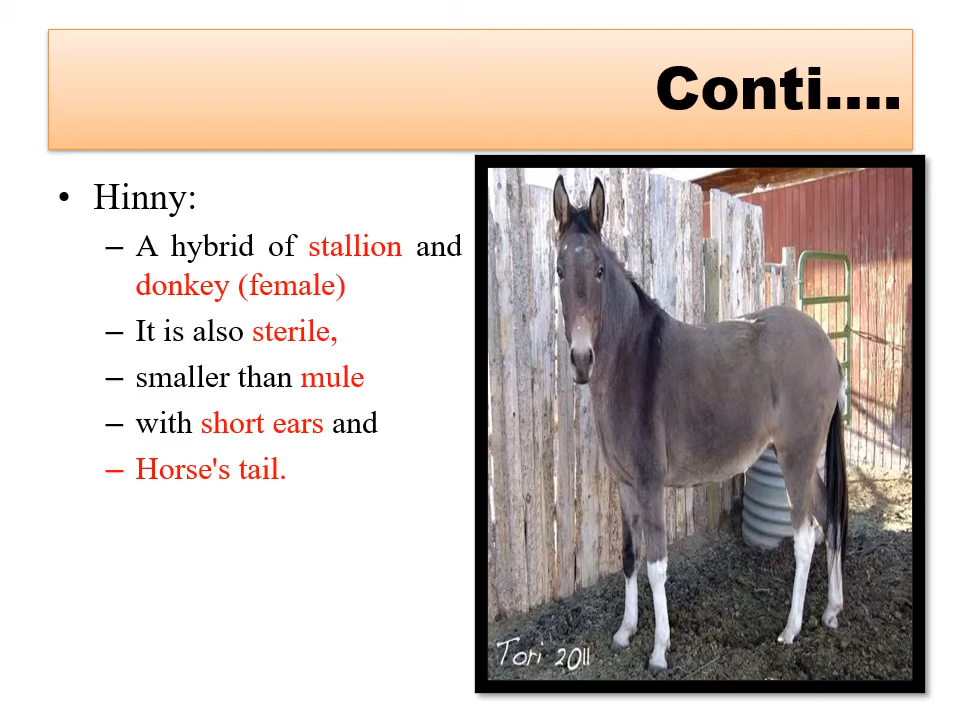 Conti....
• Hinny:
– A hybrid of stallion and
donkey (female)
– It is also sterile,
– smaller than mule
– with short ears and
– Horse's tail.
Tori 2011